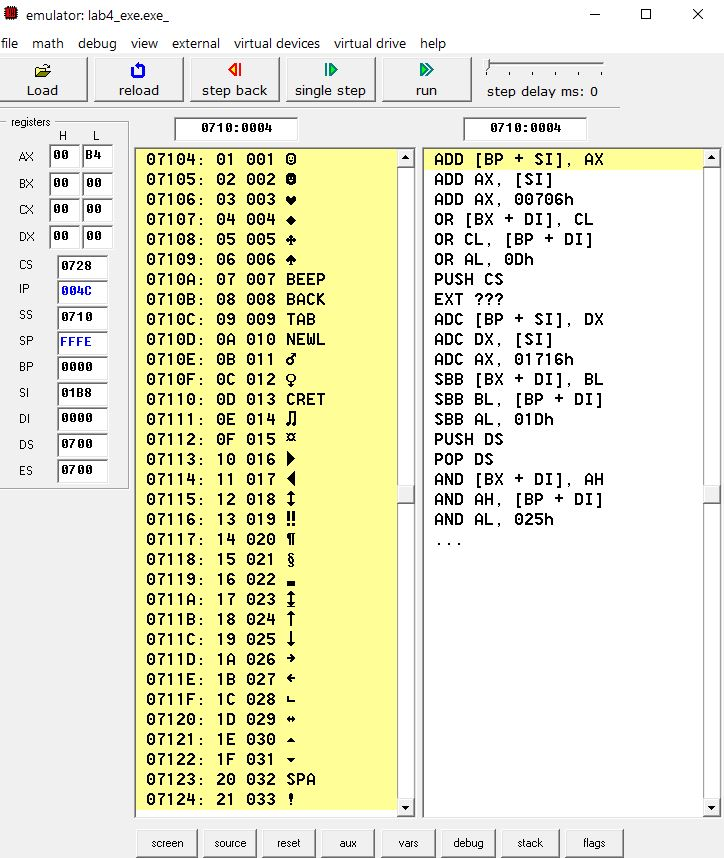 emulator: lab4_exe.exe_
file math debug view external virtual devices virtual drive help
Load reload step back single step run step delay ms: 0
registers
H L
AX 00 B4
BX 00 00
CX 00 00
DX 00 00
CS 0728
IP 004C
SS 0710
SP FFFE
BP 0000
SI 01B8
DI 0000
DS 0700
ES 0700
0710:0004
07104: 01 001 ☺
07105: 02 002 ☻
07106: 03 003 ♥
07107: 04 004 ♦
07108: 05 005 ♣
07109: 06 006 ♠
0710A: 07 007 BEEP
0710B: 08 008 BACK
0710C: 09 009 TAB
0710D: 0A 010 NEWL
0710E: 0B 011 ♂
0710F: 0C 012 ♀
07110: 0D 013 CRET
07111: 0E 014 ♫
07112: 0F 015 ☼
07113: 10 016 ►
07114: 11 017 ◄
07115: 12 018 ↕
07116: 13 019 ‼
07117: 14 020 ¶
07118: 15 021 §
07119: 16 022 ▬
0711A: 17 023 ↨
0711B: 18 024 ↑
0711C: 19 025 ↓
0711D: 1A 026 →
0711E: 1B 027 ←
0711F: 1C 028 ∟
07120: 1D 029 ↔
07121: 1E 030 ▲
07122: 1F 031 ▼
07123: 20 032 SPA
07124: 21 033 !
0710:0004
ADD [BP + SI], AX
ADD AX, [SI]
ADD AX, 00706h
OR [BX + DI], CL
OR CL, [BP + DI]
OR AL, 0Dh
PUSH CS
EXT ???
ADC [BP + SI], DX
ADC DX, [SI]
ADC AX, 01716h
SBB [BX + DI], BL
SBB BL, [BP + DI]
SBB AL, 01Dh
PUSH DS
POP DS
AND [BX + DI], AH
AND AH, [BP + DI]
AND AL, 025h
...
screen source reset aux vars debug stack flags